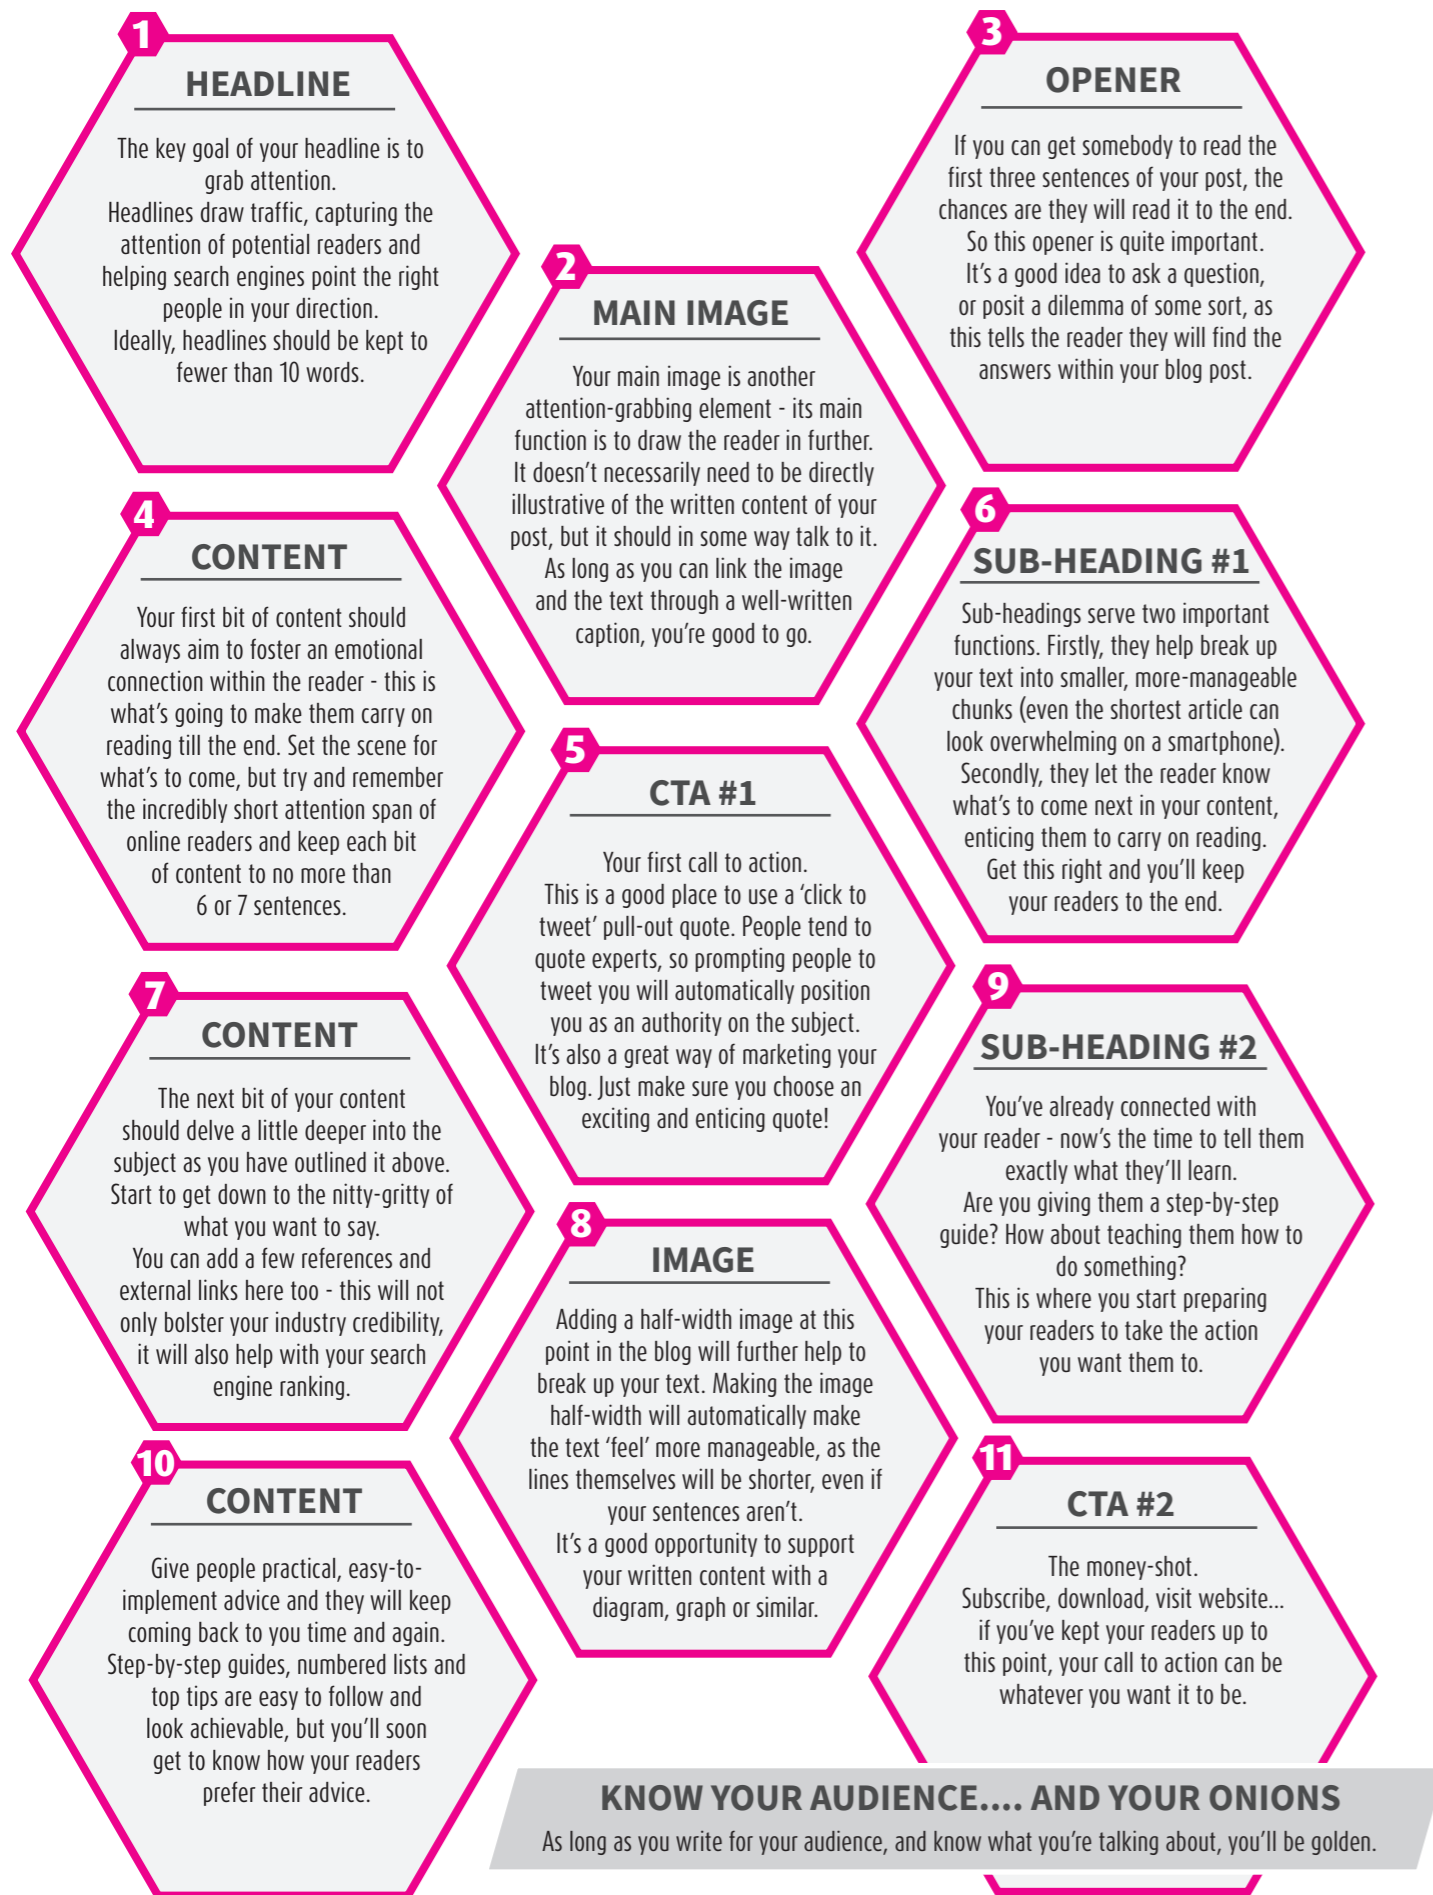 1
HEADLINE
The key goal of your headline is to
grab attention.
Headlines draw traffic, capturing the
attention of potential readers and
helping search engines point the right
people in your direction.
Ideally, headlines should be kept to
fewer than 10 words.
2
MAIN IMAGE
Your main image is another
attention-grabbing element - its main
function is to draw the reader in further.
It doesn't necessarily need to be directly
illustrative of the written content of your
post, but it should in some way talk to it.
As long as you can link the image
and the text through a well-written
caption, you're good to go.
3
OPENER
If you can get somebody to read the
first three sentences of your post, the
chances are they will read it to the end.
So this opener is quite important.
It's a good idea to ask a question,
or posit a dilemma of some sort, as
this tells the reader they will find the
answers within your blog post.
4
CONTENT
Your first bit of content should
always aim to foster an emotional
connection within the reader - this is
what's going to make them carry on
reading till the end. Set the scene for
what's to come, but try and remember
the incredibly short attention span of
online readers and keep each bit
of content to no more than
6 or 7 sentences.
5
CTA #1
Your first call to action.
This is a good place to use a 'click to
tweet' pull-out quote. People tend to
quote experts, so prompting people to
tweet you will automatically position
you as an authority on the subject.
It's also a great way of marketing your
blog. Just make sure you choose an
exciting and enticing quote!
6
SUB-HEADING #1
Sub-headings serve two important
functions. Firstly, they help break up
your text into smaller, more-manageable
chunks (even the shortest article can
look overwhelming on a smartphone).
Secondly, they let the reader know
what's to come next in your content,
enticing them to carry on reading.
Get this right and you'll keep
your readers to the end.
7
CONTENT
The next bit of your content
should delve a little deeper into the
subject as you have outlined it above.
Start to get down to the nitty-gritty of
what you want to say.
You can add a few references and
external links here too - this will not
only bolster your industry credibility,
it will also help with your search
engine ranking.
8
IMAGE
Adding a half-width image at this
point in the blog will further help to
break up your text. Making the image
half-width will automatically make
the text 'feel' more manageable, as the
lines themselves will be shorter, even if
your sentences aren't.
It's a good opportunity to support
your written content with a
diagram, graph or similar.
9
SUB-HEADING #2
You've already connected with
your reader - now's the time to tell them
exactly what they'll learn.
Are you giving them a step-by-step
guide? How about teaching them how to
do something?
This is where you start preparing
your readers to take the action
you want them to.
10
CONTENT
Give people practical, easy-to-
implement advice and they will keep
coming back to you time and again.
Step-by-step guides, numbered lists and
top tips are easy to follow and
look achievable, but you'll soon
get to know how your readers
prefer their advice.
11
CTA #2
The money-shot.
Subscribe, download, visit website...
if you've kept your readers up to
this point, your call to action can be
whatever you want it to be.
KNOW YOUR AUDIENCE.... AND YOUR ONIONS
As long as you write for your audience, and know what you're talking about, you'll be golden.